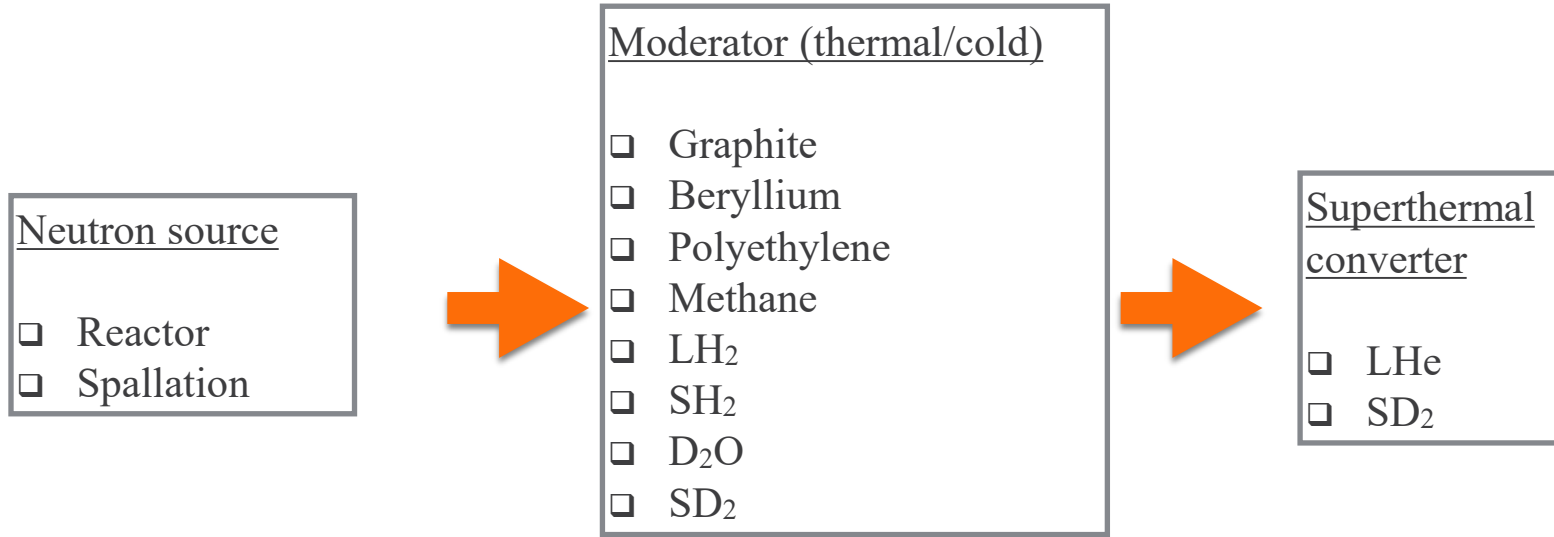 Neutron source
❑ Reactor
❑ Spallation
Moderator (thermal/cold)
❑ Graphite
❑ Beryllium
❑ Polyethylene
❑ Methane
❑ LH₂
❑ SH₂
❑ D₂O
❑ SD₂
Superthermal
converter
❑ LHe
❑ SD₂